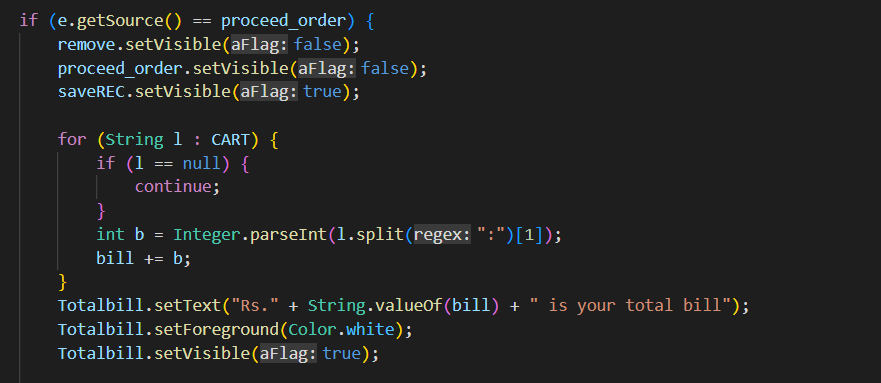 if (e.getSource() == proceed_order) {
remove.setVisible(aFlag: false);
proceed_order.setVisible(aFlag: false);
saveREC.setVisible(aFlag: true);
for (String l : CART) {
if (l == null) {
continue;
}
int b = Integer.parseInt(l.split(regex: ":")[1]);
bill += b;
}
Totalbill.setText("Rs." + String.valueOf(bill) + " is your total bill");
Totalbill.setForeground(Color.white);
Totalbill.setVisible(aFlag: true);